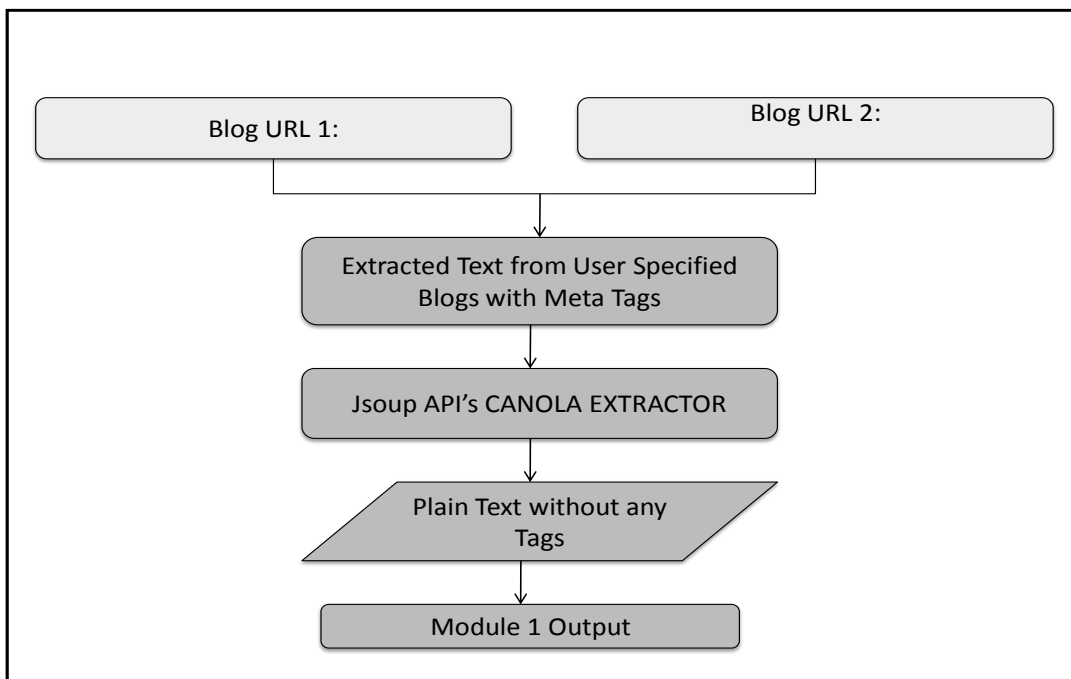 Blog URL 1:
Blog URL 2:
Extracted Text from User Specified
Blogs with Meta Tags
Jsoup API’s CANOLA EXTRACTOR
Plain Text without any
Tags
Module 1 Output